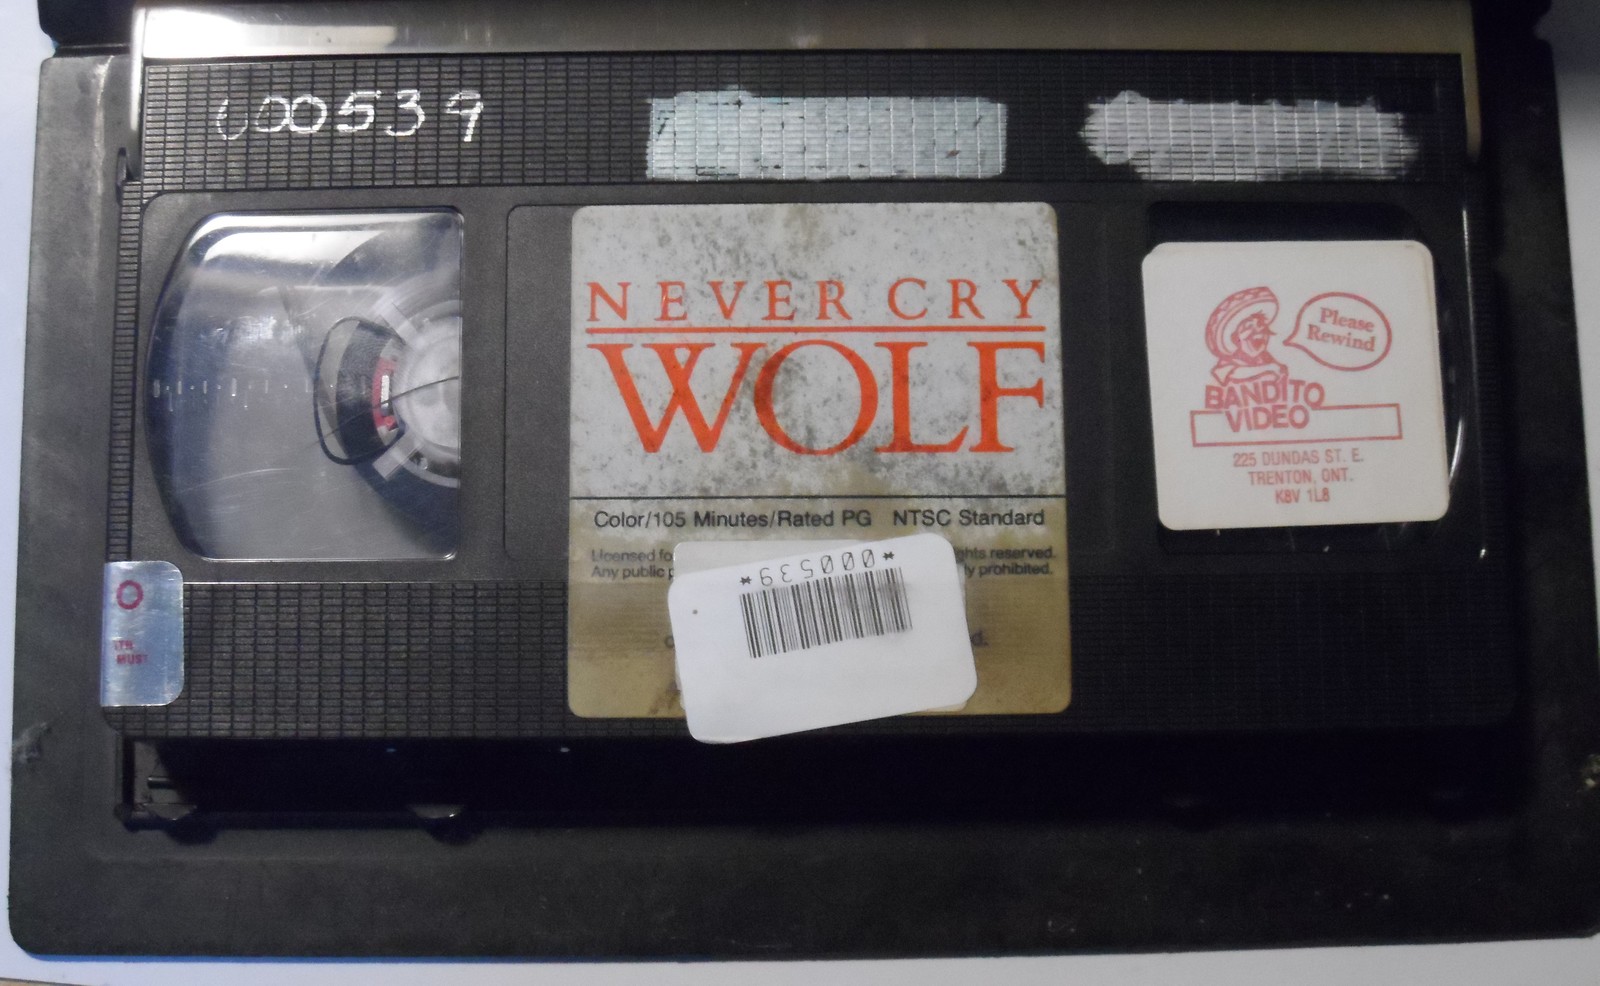 000539
NEVER CRY
WOLF
Color/105 Minutes/Rated PG NTSC Standard
Licensed fo ghts reserved.
Any public p ly prohibited.
d.
*000539*
Please
Rewind
BANDITO
VIDEO
225 DUNDAS ST. E.
TRENTON, ONT.
K8V 1L8
O
MUST